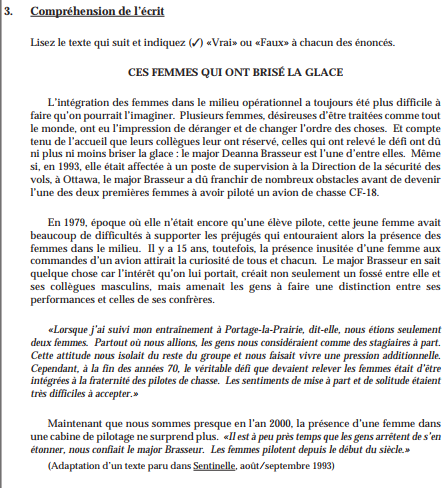 3. Compréhension de l'écrit
Lisez le texte qui suit et indiquez (✓) «Vrai» ou «Faux» à chacun des énoncés.
CES FEMMES QUI ONT BRISÉ LA GLACE
L'intégration des femmes dans le milieu opérationnel a toujours été plus difficile à
faire qu'on pourrait l'imaginer. Plusieurs femmes, désireuses d'être traitées comme tout
le monde, ont eu l'impression de déranger et de changer l'ordre des choses. Et compte
tenu de l'accueil que leurs collègues leur ont réservé, celles qui ont relevé le défi ont dû
ni plus ni moins briser la glace : le major Deanna Brasseur est l'une d'entre elles. Même
si, en 1993, elle était affectée à un poste de supervision à la Direction de la sécurité des
vols, à Ottawa, le major Brasseur a dû franchir de nombreux obstacles avant de devenir
l'une des deux premières femmes à avoir piloté un avion de chasse CF-18.
En 1979, époque où elle n'était encore qu'une élève pilote, cette jeune femme avait
beaucoup de difficultés à supporter les préjugés qui entouraient alors la présence des
femmes dans le milieu. Il y a 15 ans, toutefois, la présence inusitée d'une femme aux
commandes d'un avion attirait la curiosité de tous et chacun. Le major Brasseur en sait
quelque chose car l'intérêt qu'on lui portait, créait non seulement un fossé entre elle et
ses collègues masculins, mais amenait les gens à faire une distinction entre ses
performances et celles de ses confrères.
«Lorsque j'ai suivi mon entraînement à Portage-la-Prairie, dit-elle, nous étions seulement
deux femmes. Partout où nous allions, les gens nous considéraient comme des stagiaires à part.
Cette attitude nous isolait du reste du groupe et nous faisait vivre une pression additionnelle.
Cependant, à la fin des années 70, le véritable défi que devaient relever les femmes était d'être
intégrées à la fraternité des pilotes de chasse. Les sentiments de mise à part et de solitude étaient
très difficiles à accepter.»
Maintenant que nous sommes presque en l'an 2000, la présence d'une femme dans
une cabine de pilotage ne surprend plus. «Il est à peu près temps que les gens arrêtent de s'en
étonner, nous confiait le major Brasseur. Les femmes pilotent depuis le début du siècle.»
(Adaptation d'un texte paru dans Sentinelle, août/septembre 1993)